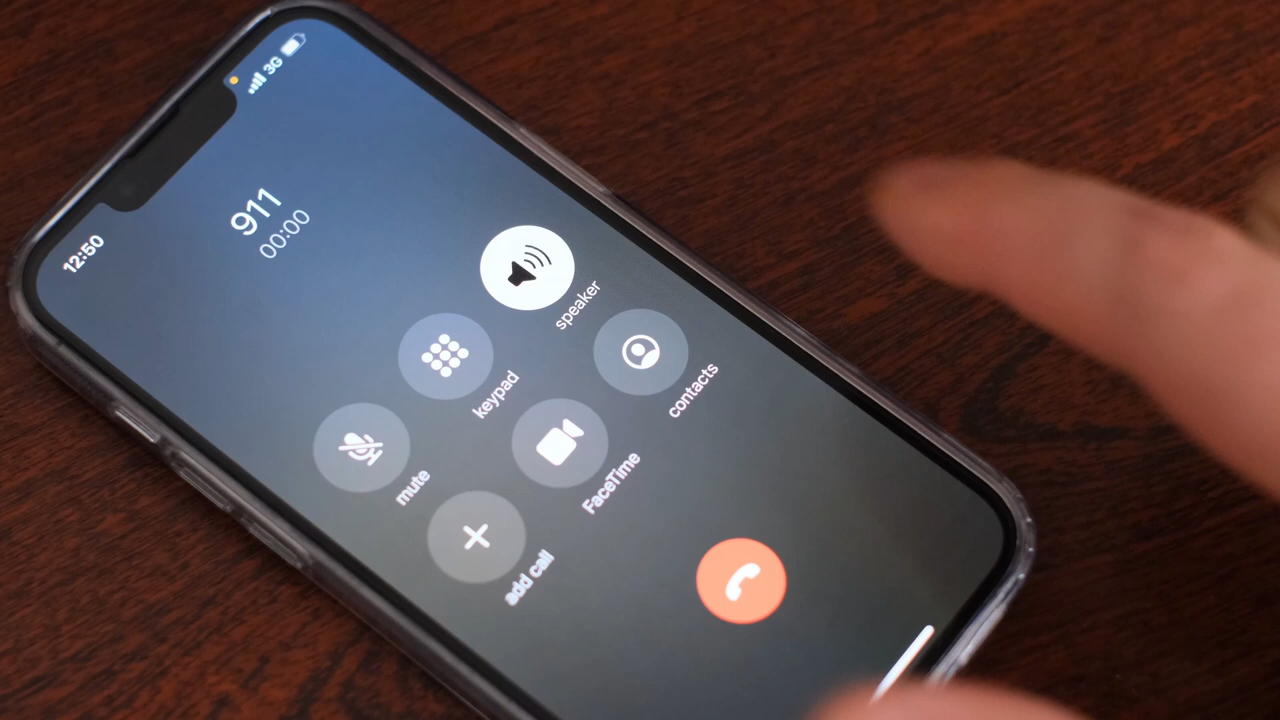 12:50
3G
911
00:00
mute
keypad
speaker
add call
FaceTime
contacts